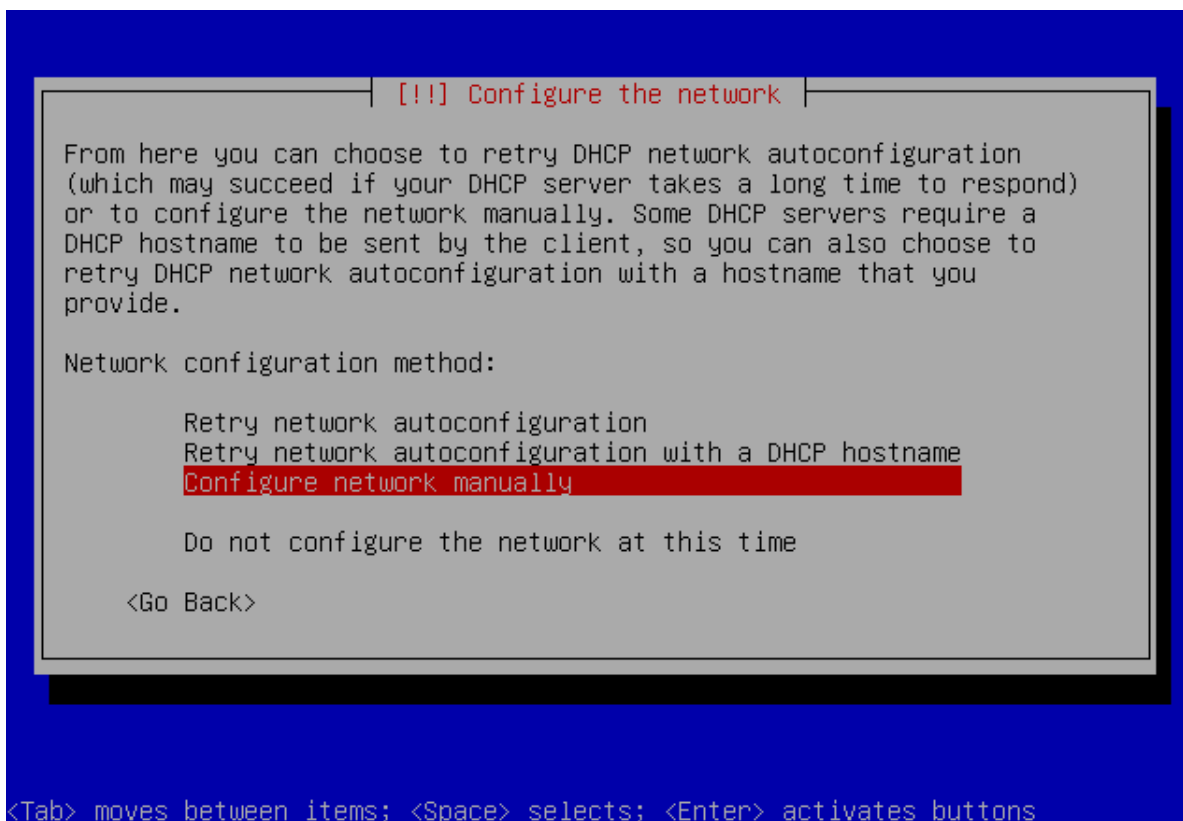 [!!] Configure the network
From here you can choose to retry DHCP network autoconfiguration
(which may succeed if your DHCP server takes a long time to respond)
or to configure the network manually. Some DHCP servers require a
DHCP hostname to be sent by the client, so you can also choose to
retry DHCP network autoconfiguration with a hostname that you
provide.
Network configuration method:
Retry network autoconfiguration
Retry network autoconfiguration with a DHCP hostname
Configure network manually
Do not configure the network at this time
<Go Back>
<Tab> moves between items; <Space> selects; <Enter> activates buttons